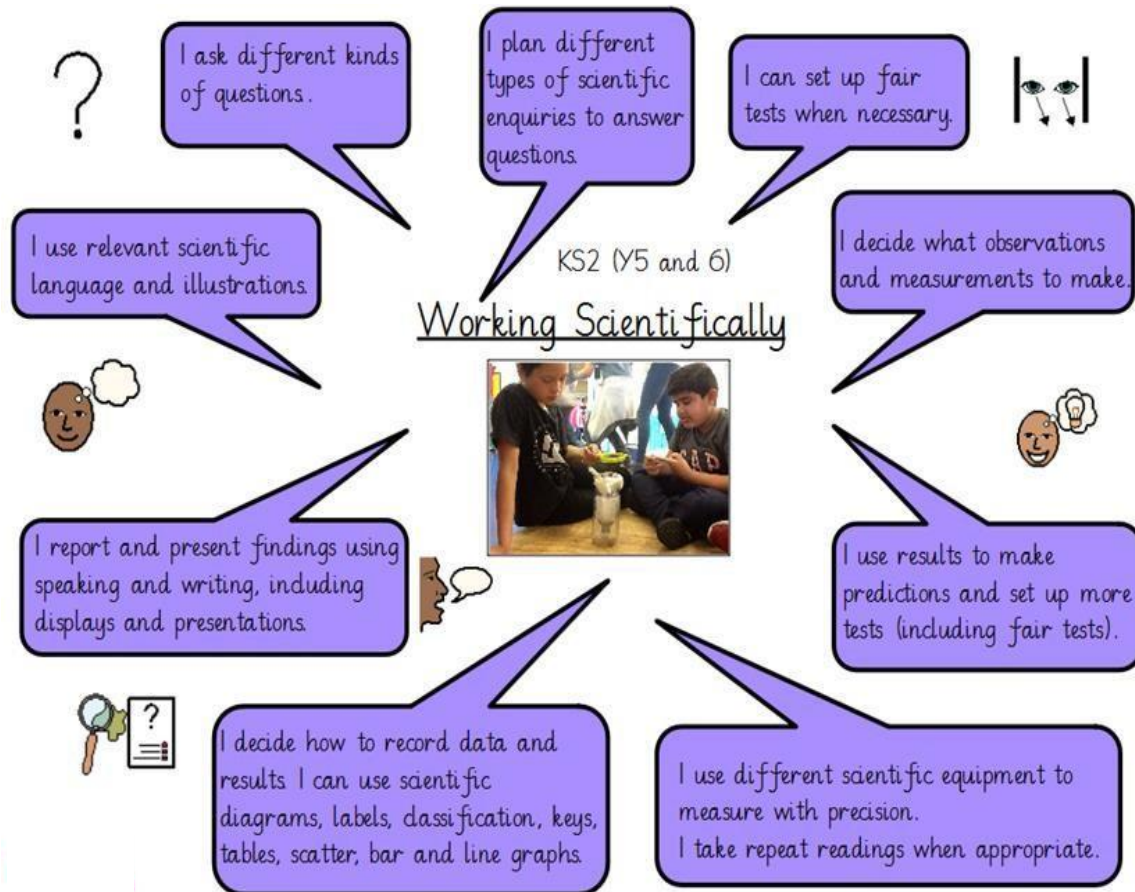 I ask different kinds
of questions..
I plan different
types of scientific
enquiries to answer
questions.
I can set up fair
tests when necessary.
I use relevant scientific
language and illustrations.
KS2 (Y5 and 6)
Working Scientifically
I decide what observations
and measurements to make.
I report and present findings using
speaking and writing, including
displays and presentations.
I use results to make
predictions and set up more
tests (including fair tests).
?
I decide how to record data and
results. I can use scientific
diagrams, labels, classification, keys,
tables, scatter, bar and line graphs.
I use different scientific equipment to
measure with precision.
I take repeat readings when appropriate.